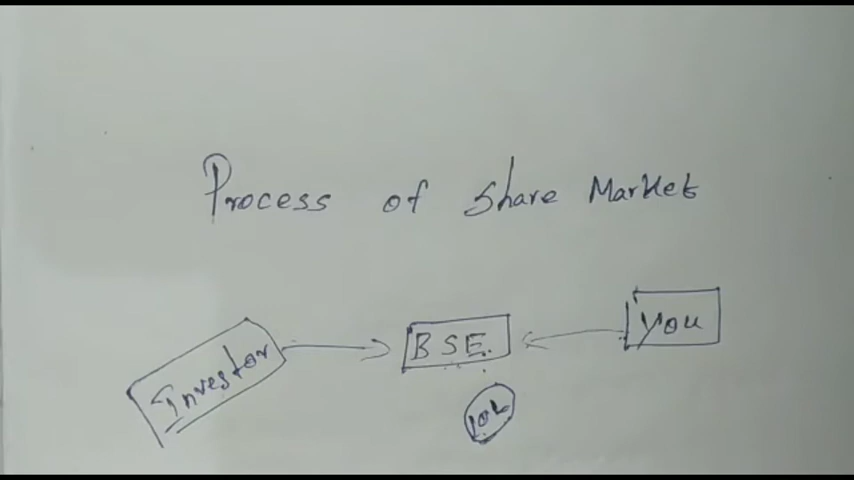 Process of Share Market
Investor
BSE.
You
10L